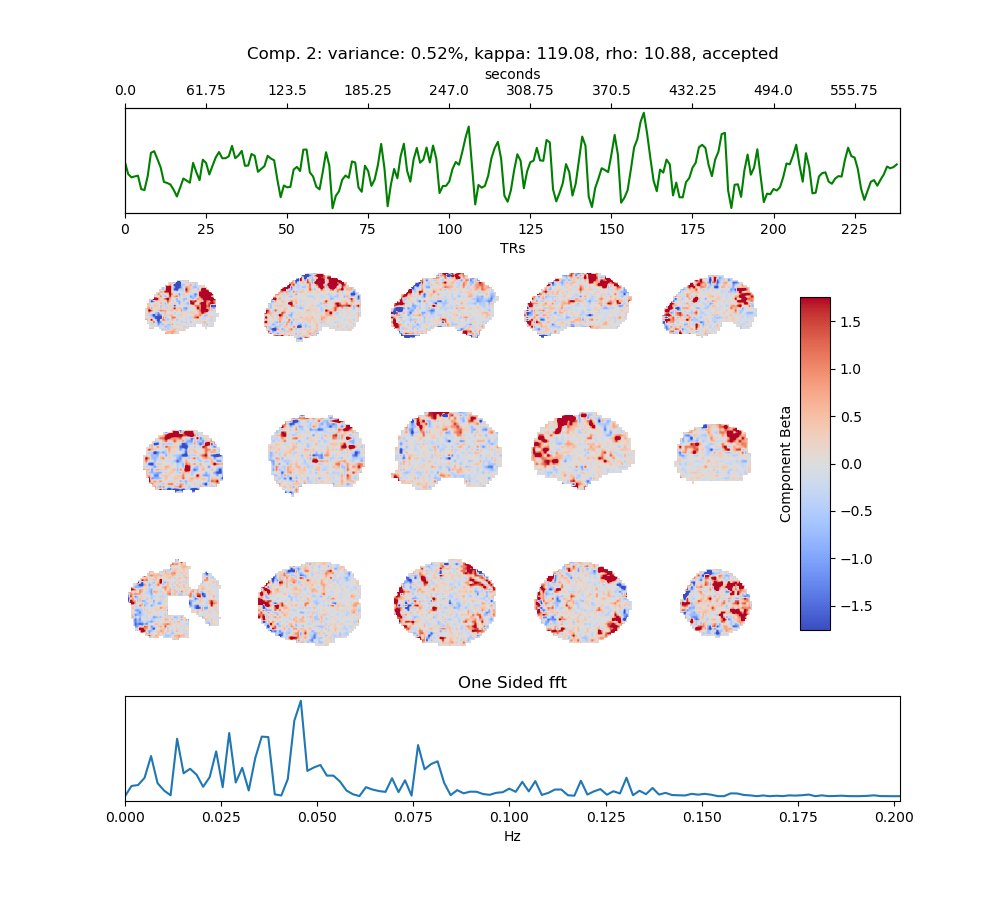 Comp. 2: variance: 0.52%, kappa: 119.08, rho: 10.88, accepted
seconds
0.0 61.75 123.5 185.25 247.0 308.75 370.5 432.25 494.0 555.75
0 25 50 75 100 125 150 175 200 225
TRs
1.5
1.0
0.5
0.0
−0.5
−1.0
−1.5
Component Beta
One Sided fft
0.000 0.025 0.050 0.075 0.100 0.125 0.150 0.175 0.200
Hz